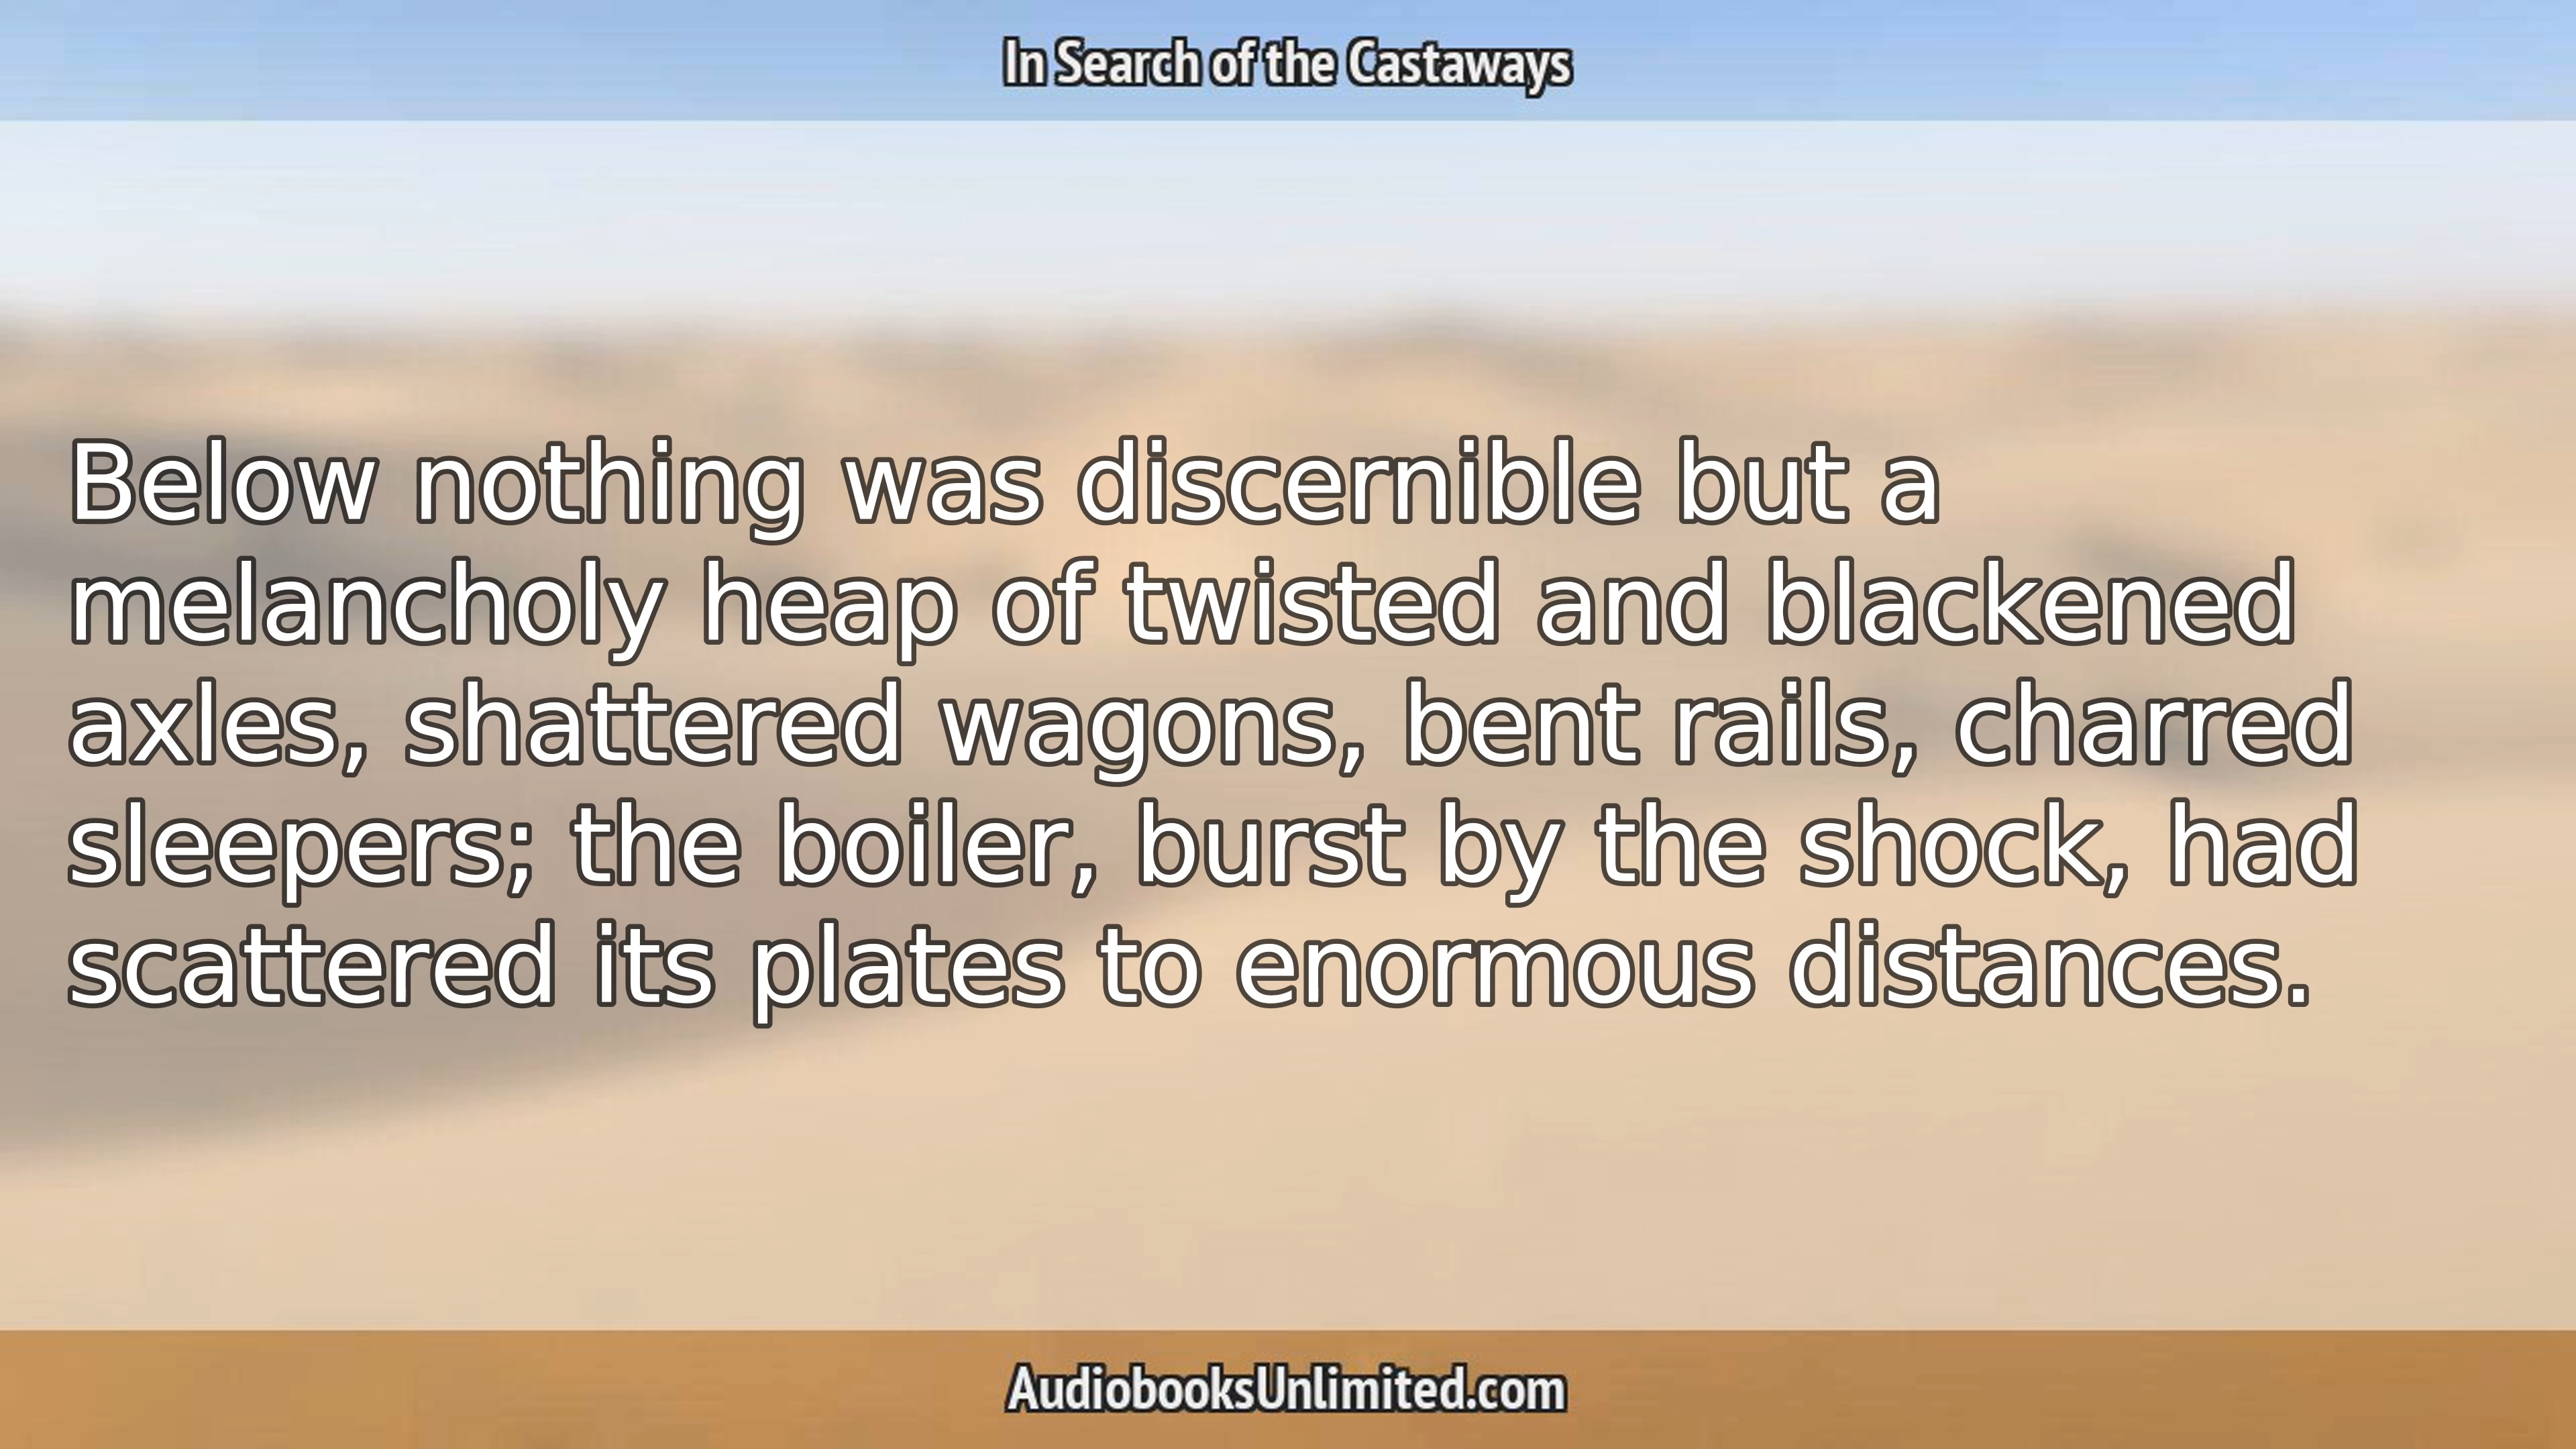 In Search of the Castaways
Below nothing was discernible but a
melancholy heap of twisted and blackened
axles, shattered wagons, bent rails, charred
sleepers; the boiler, burst by the shock, had
scattered its plates to enormous distances.
AudiobooksUnlimited.com